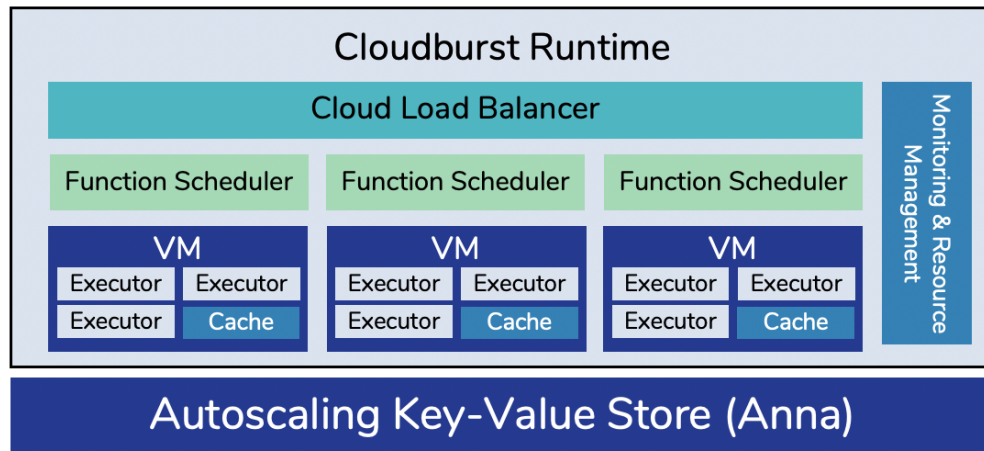 Cloudburst Runtime
Cloud Load Balancer
Monitoring & Resource
Management
Function Scheduler
Function Scheduler
Function Scheduler
VM
Executor
Executor
Executor
Cache
VM
Executor
Executor
Executor
Cache
VM
Executor
Executor
Executor
Cache
Autoscaling Key-Value Store (Anna)